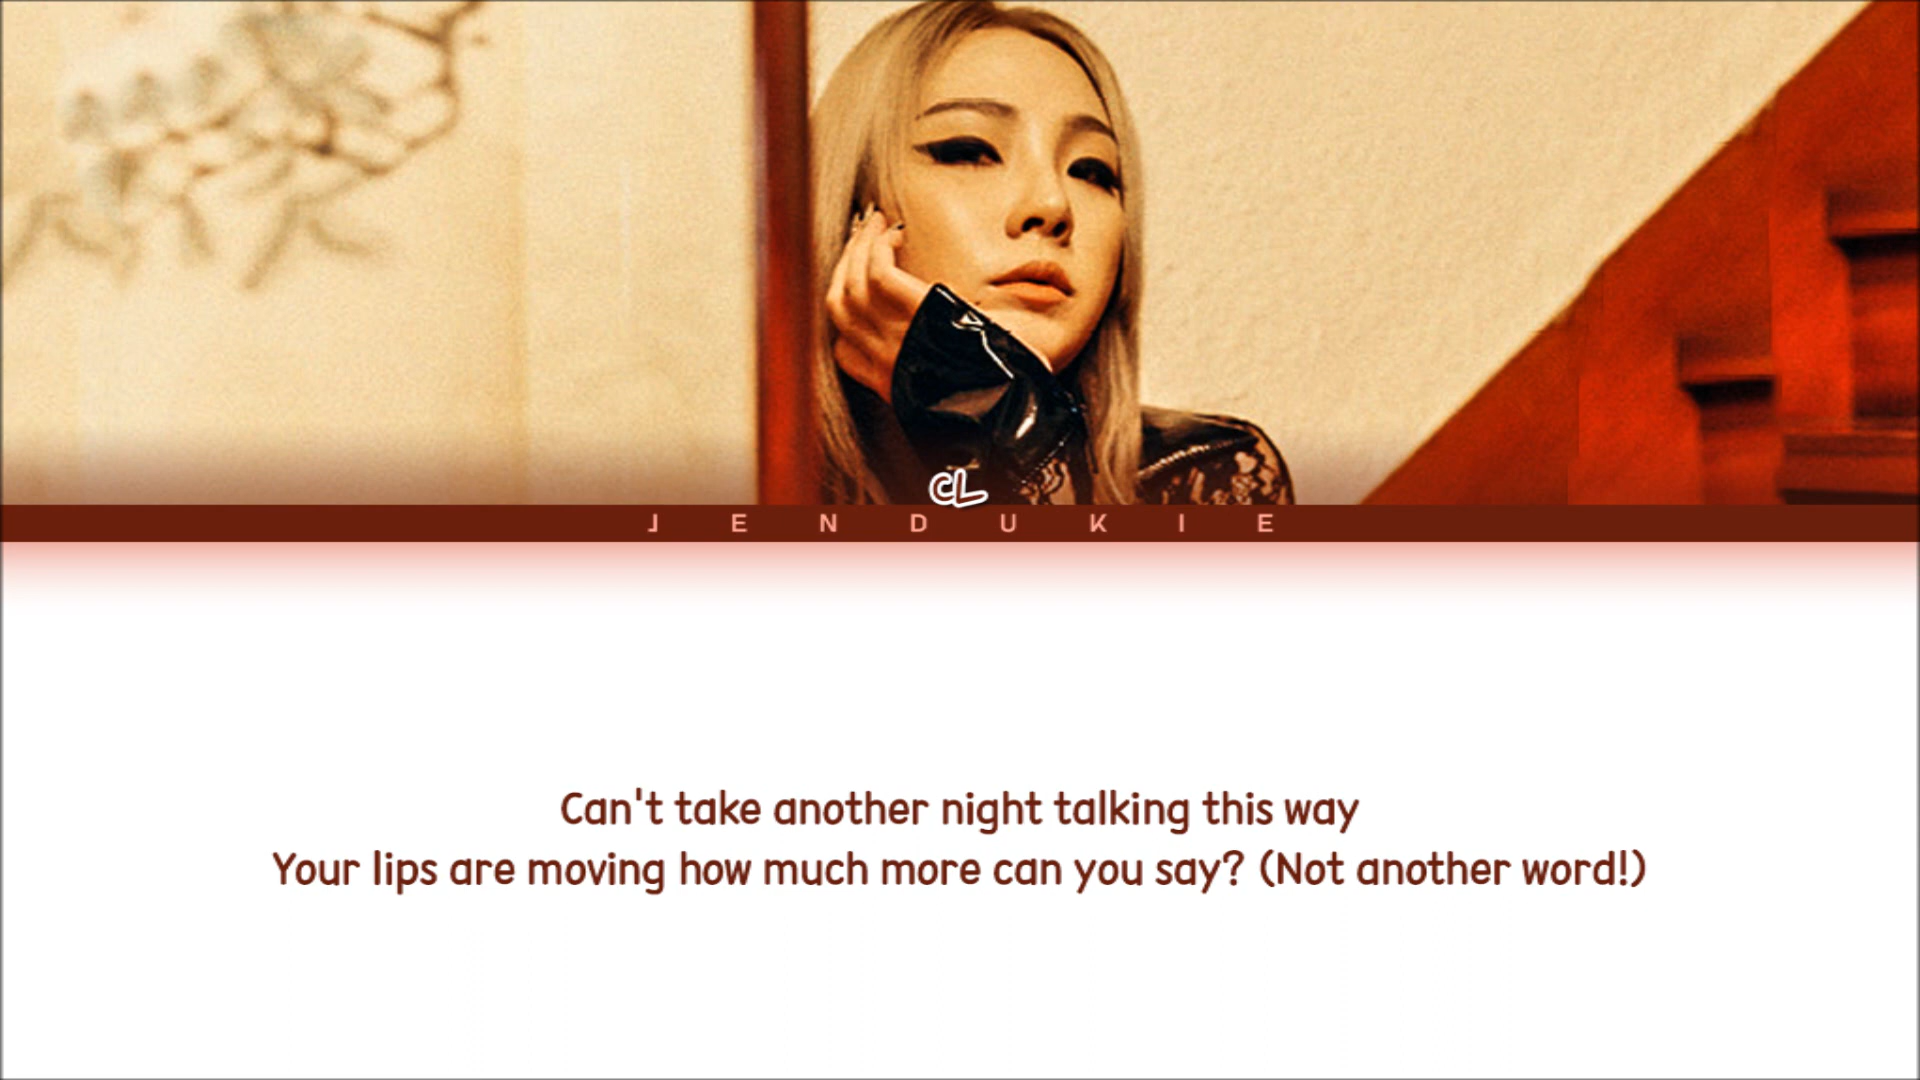 CL
JENDUKIE
Can't take another night talking this way
Your lips are moving how much more can you say? (Not another word!)